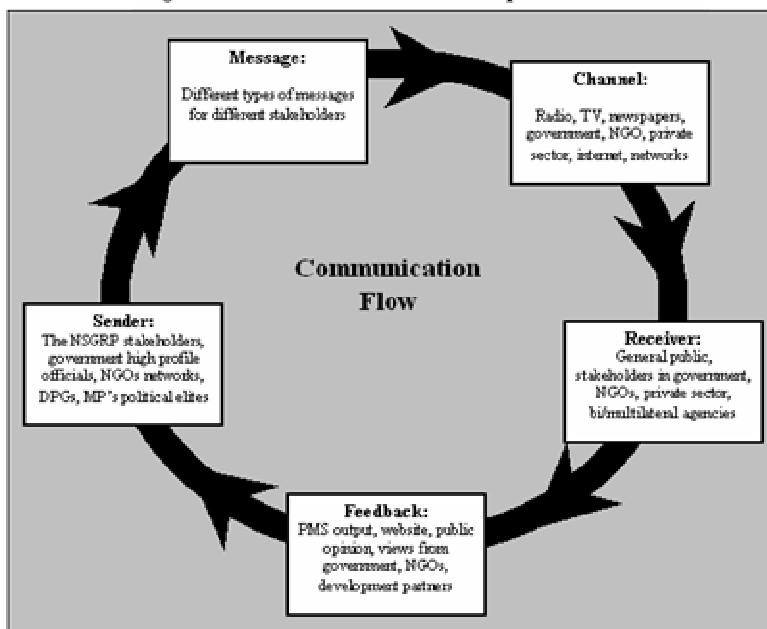 Message:
Different types of messages
for different stakeholders
Channel:
Radio, TV, newspapers,
government, NGO, private
sector, internet, networks
Communication
Flow
Sender:
The NSGRP stakeholders,
government high profile
officials, NGOs networks,
DPGs, MP's political elites
Receiver:
General public,
stakeholders in government,
NGOs, private sector,
bi/multilateral agencies
Feedback:
PMS output, website, public
opinion, views from
government, NGOs,
development partners